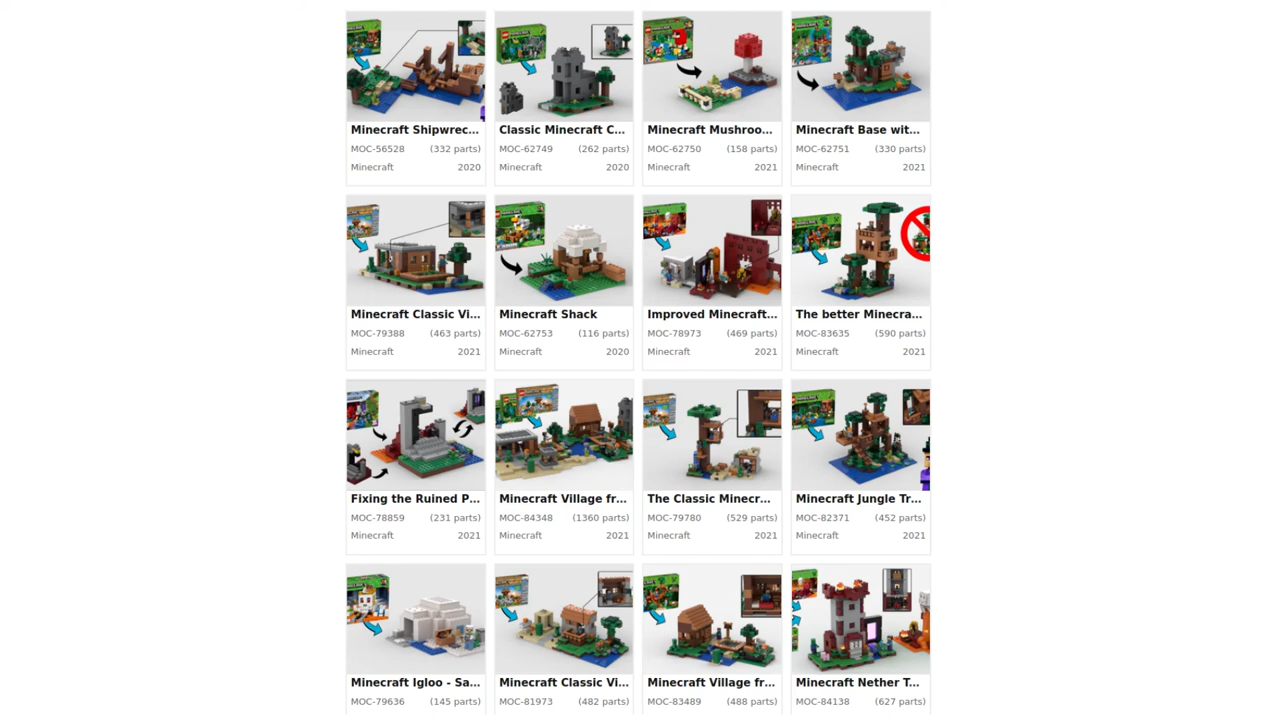 Minecraft Shipwrec...
MOC-56528 (332 parts)
Minecraft 2020
Classic Minecraft C...
MOC-62749 (262 parts)
Minecraft 2020
Minecraft Mushroo...
MOC-62750 (158 parts)
Minecraft 2021
Minecraft Base wit...
MOC-62751 (330 parts)
Minecraft 2021
Minecraft Classic Vi...
MOC-79388 (463 parts)
Minecraft 2021
Minecraft Shack
MOC-62753 (116 parts)
Minecraft 2020
Improved Minecraft...
MOC-78973 (469 parts)
Minecraft 2021
The better Minecra...
MOC-83635 (590 parts)
Minecraft 2021
Fixing the Ruined P...
MOC-78859 (231 parts)
Minecraft 2021
Minecraft Village fr...
MOC-84348 (1360 parts)
Minecraft 2021
The Classic Minecr...
MOC-79780 (529 parts)
Minecraft 2021
Minecraft Jungle Tr...
MOC-82371 (452 parts)
Minecraft 2021
Minecraft Igloo - Sa...
MOC-79636 (145 parts)
Minecraft Classic Vi...
MOC-81973 (482 parts)
Minecraft Village fr...
MOC-83489 (488 parts)
Minecraft Nether T...
MOC-84138 (627 parts)